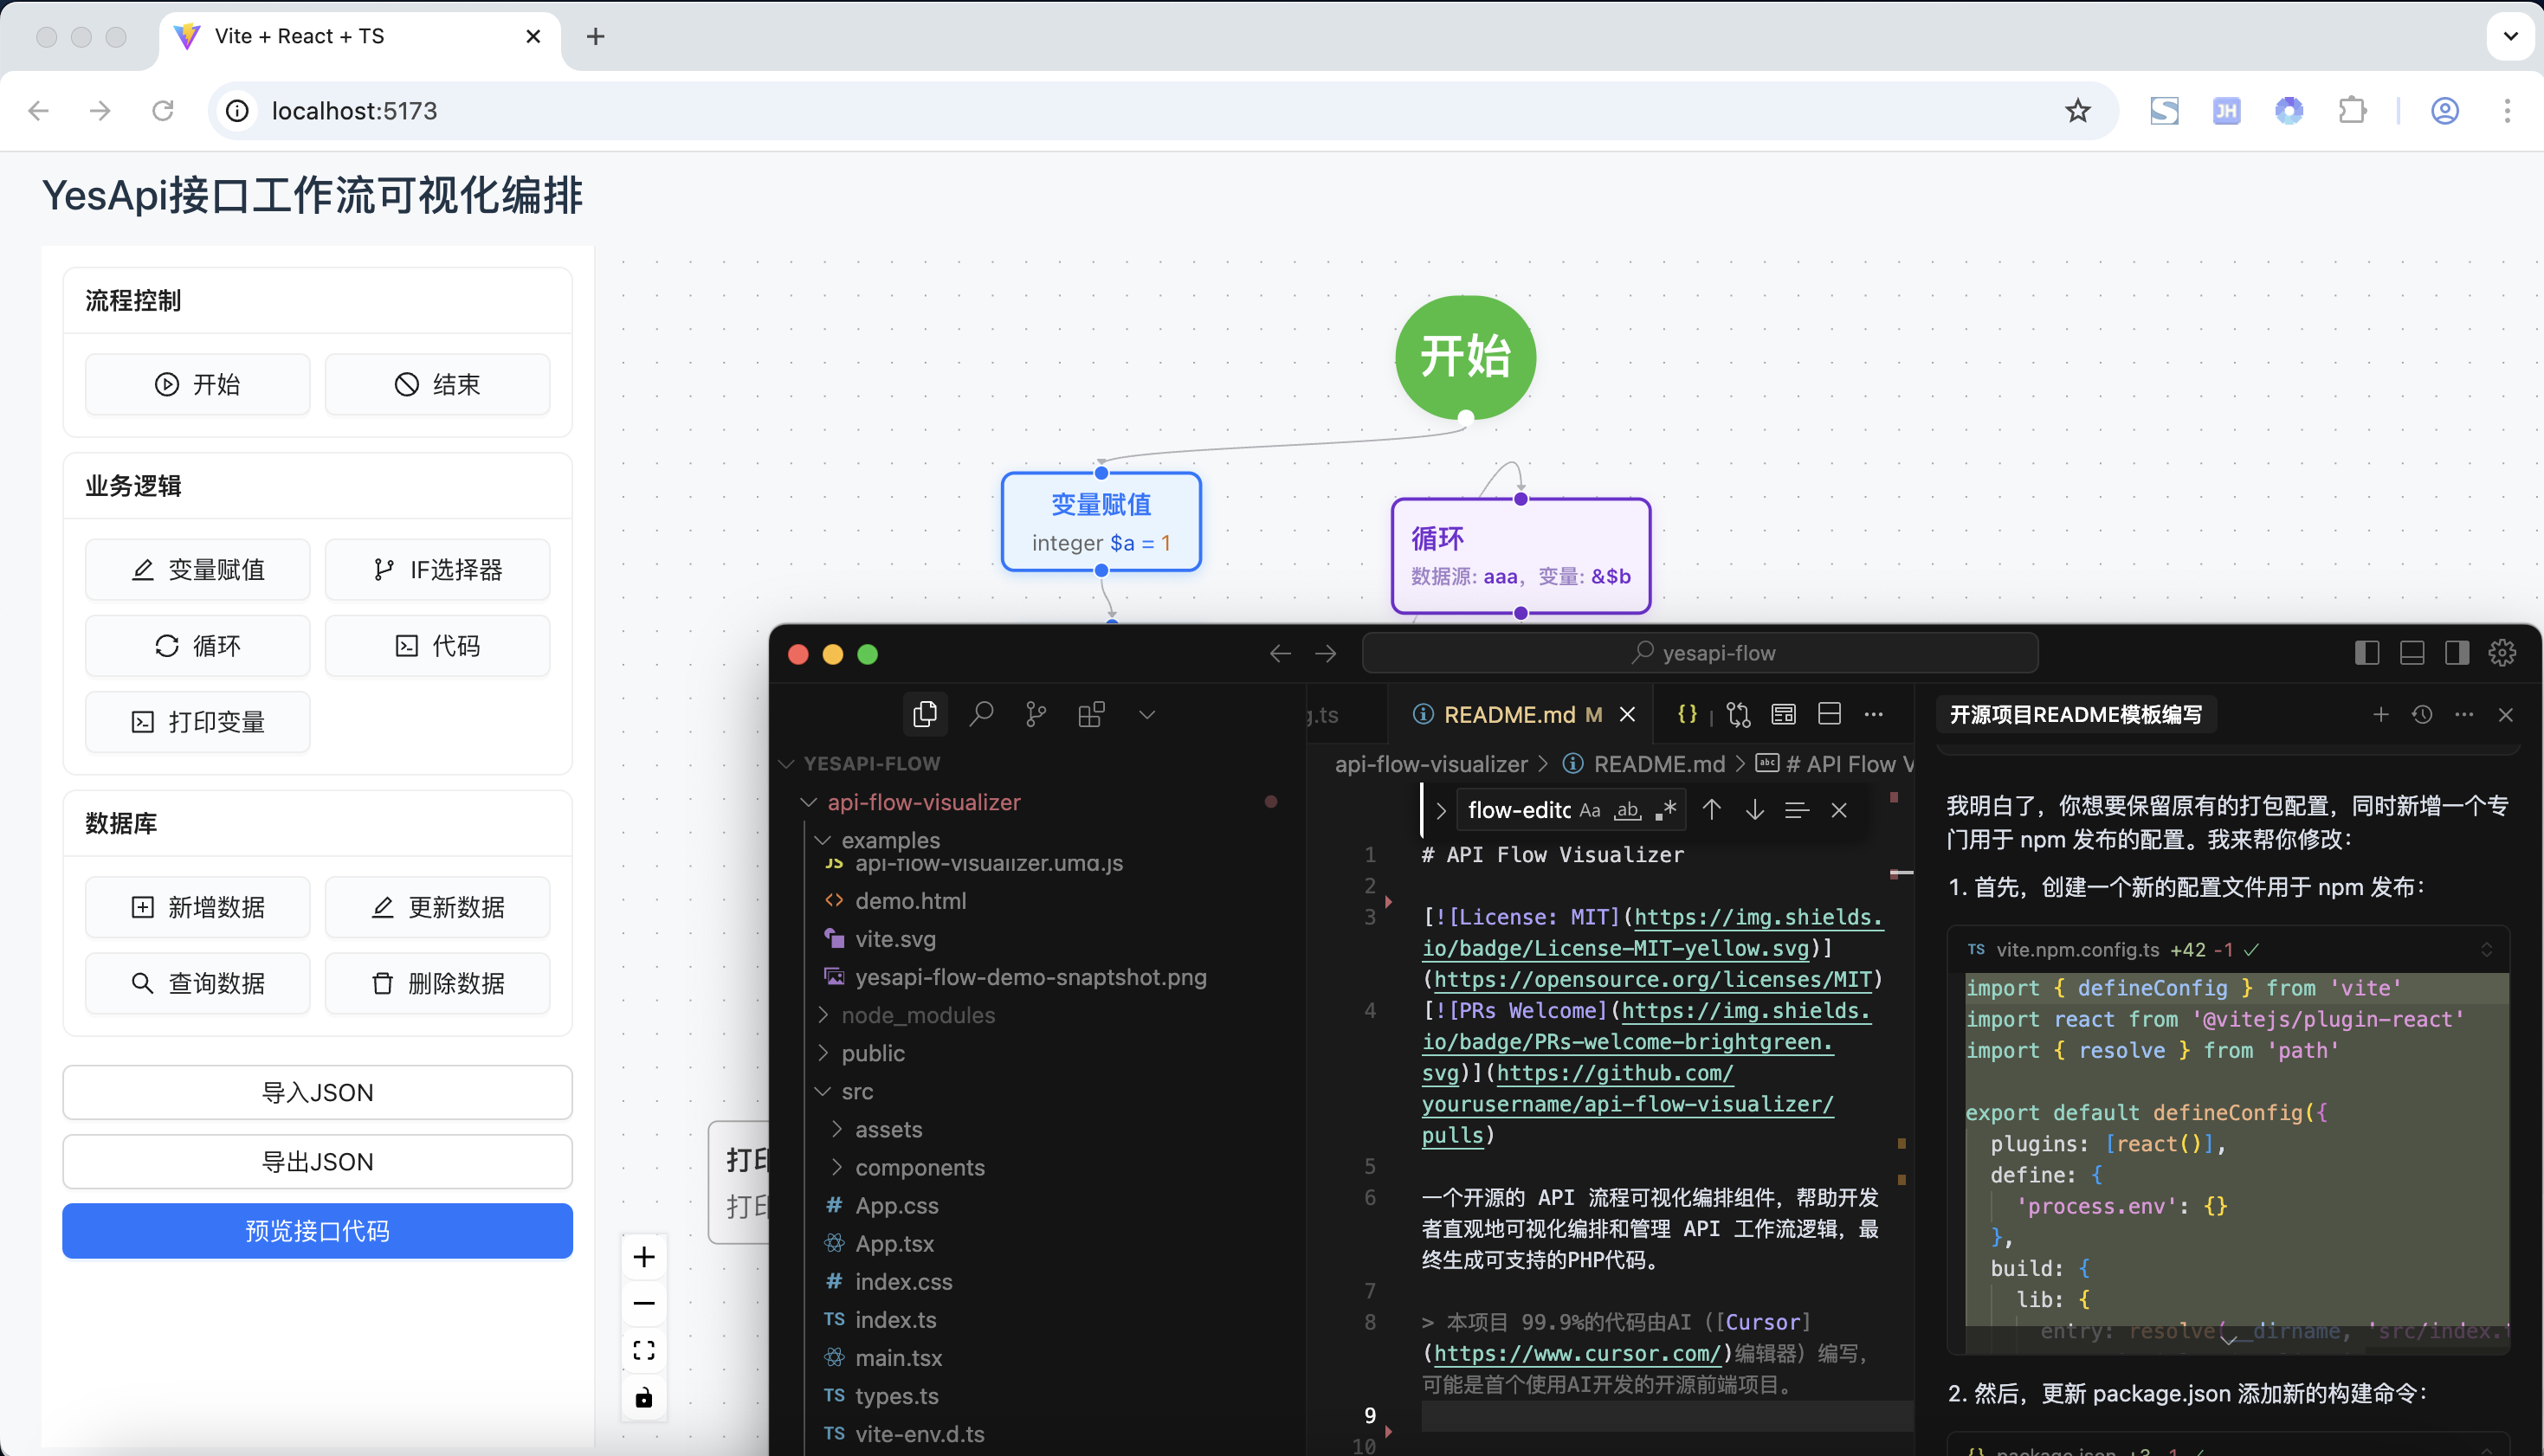 Vite + React + TS
localhost:5173
JH
YesApi接口工作流可视化编排
流程控制
开始
结束
业务逻辑
变量赋值
IF选择器
循环
代码
打印变量
数据库
新增数据
更新数据
查询数据
删除数据
导入JSON
导出JSON
预览接口代码
开始
变量赋值
integer $a = 1
循环
数据源: aaa, 变量: &$b
打印
打印
yesapi-flow
YESAPI-FLOW
api-flow-visualizer
examples
JS api-flow-visualizer.umd.js
demo.html
vite.svg
yesapi-flow-demo-snaptshot.png
node_modules
public
src
assets
components
# App.css
App.tsx
# index.css
TS index.ts
main.tsx
TS types.ts
TS vite-env.d.ts
.ts
README.md M
api-flow-visualizer > README.md > # API Flow V
flow-edito Aa ab
1 # API Flow Visualizer
2
3 [![License: MIT](https://img.shields.
io/badge/License-MIT-yellow.svg)]
(https://opensource.org/licenses/MIT)
4 [![PRs Welcome](https://img.shields.
io/badge/PRs-welcome-brightgreen.
svg)](https://github.com/
yourusername/api-flow-visualizer/
pulls)
5
6 一个开源的 API 流程可视化编排组件，帮助开发
者直观地可视化编排和管理 API 工作流逻辑，最
终生成可支持的PHP代码。
7
8 > 本项目 99.9%的代码由AI（[Cursor]
(https://www.cursor.com/)编辑器）编写，
可能是首个使用AI开发的开源前端项目。
9
10
开源项目README模板编写
我明白了，你想要保留原有的打包配置，同时新增一个专
门用于 npm 发布的配置。我来帮你修改：
1. 首先，创建一个新的配置文件用于 npm 发布：
TS vite.npm.config.ts +42 -1
import { defineConfig } from 'vite'
import react from '@vitejs/plugin-react'
import { resolve } from 'path'
export default defineConfig({
plugins: [react()],
define: {
'process.env': {}
},
build: {
lib: {
entry: resolve(__dirname, 'src/index.t
2. 然后，更新 package.json 添加新的构建命令：
{} package.json +3 -1